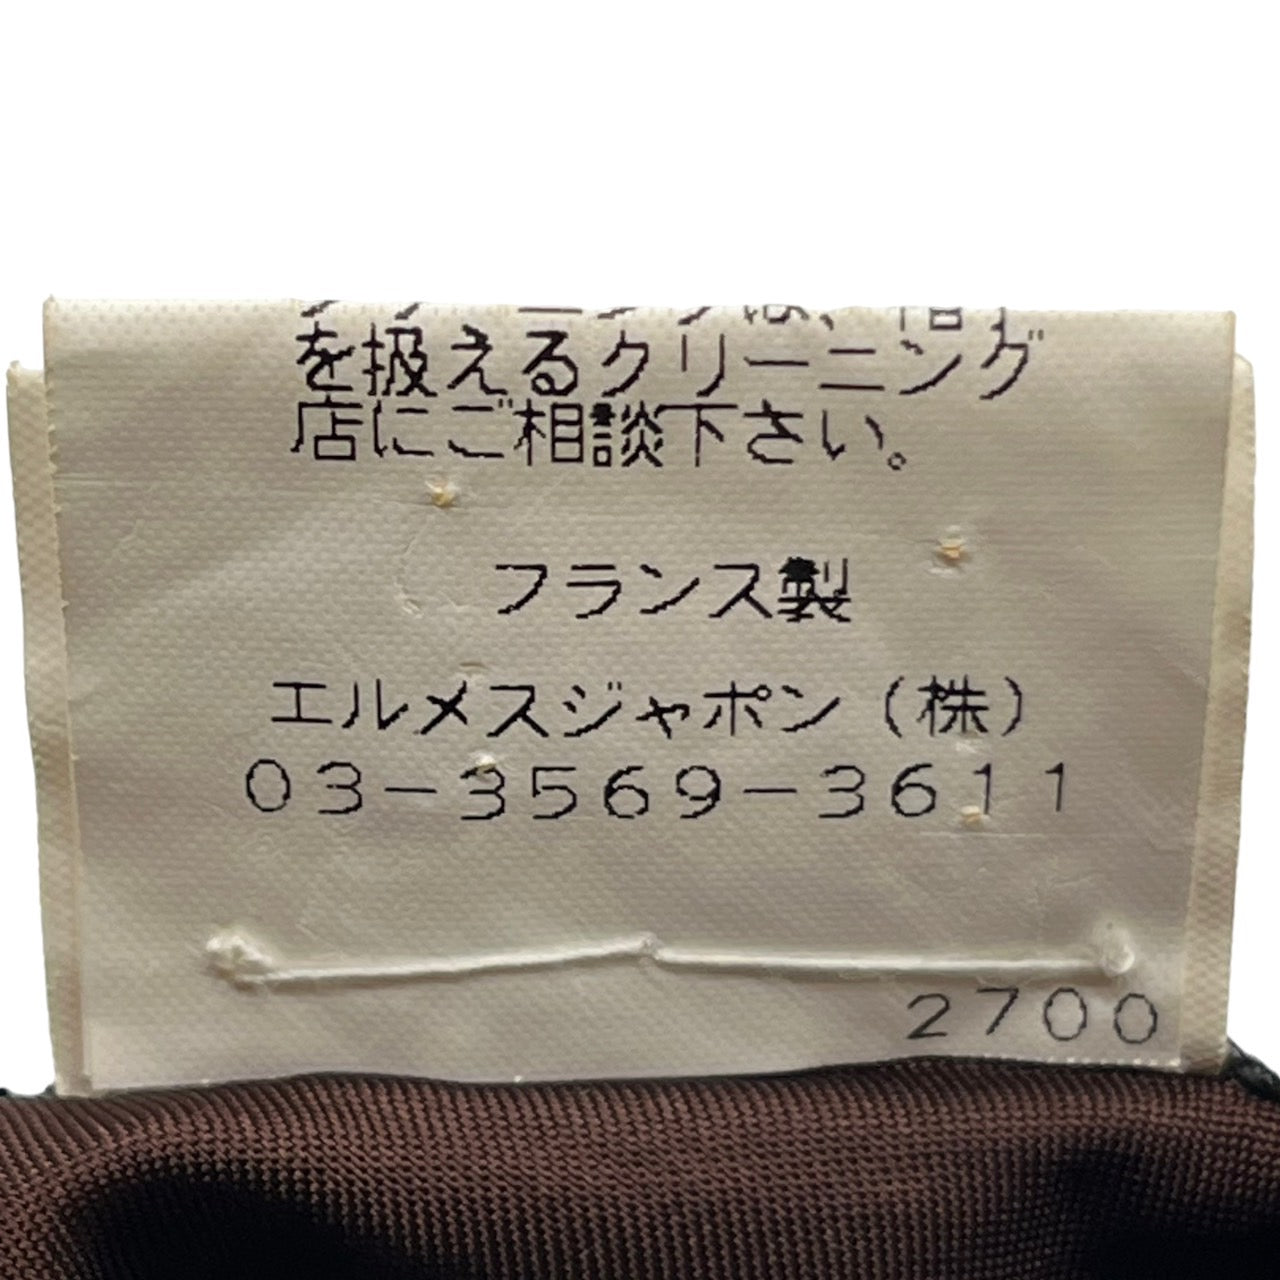 を扱えるクリーニング
店にご相談下さい。
フランス製
エルメスジャポン（株）
03-3569-3611
2700